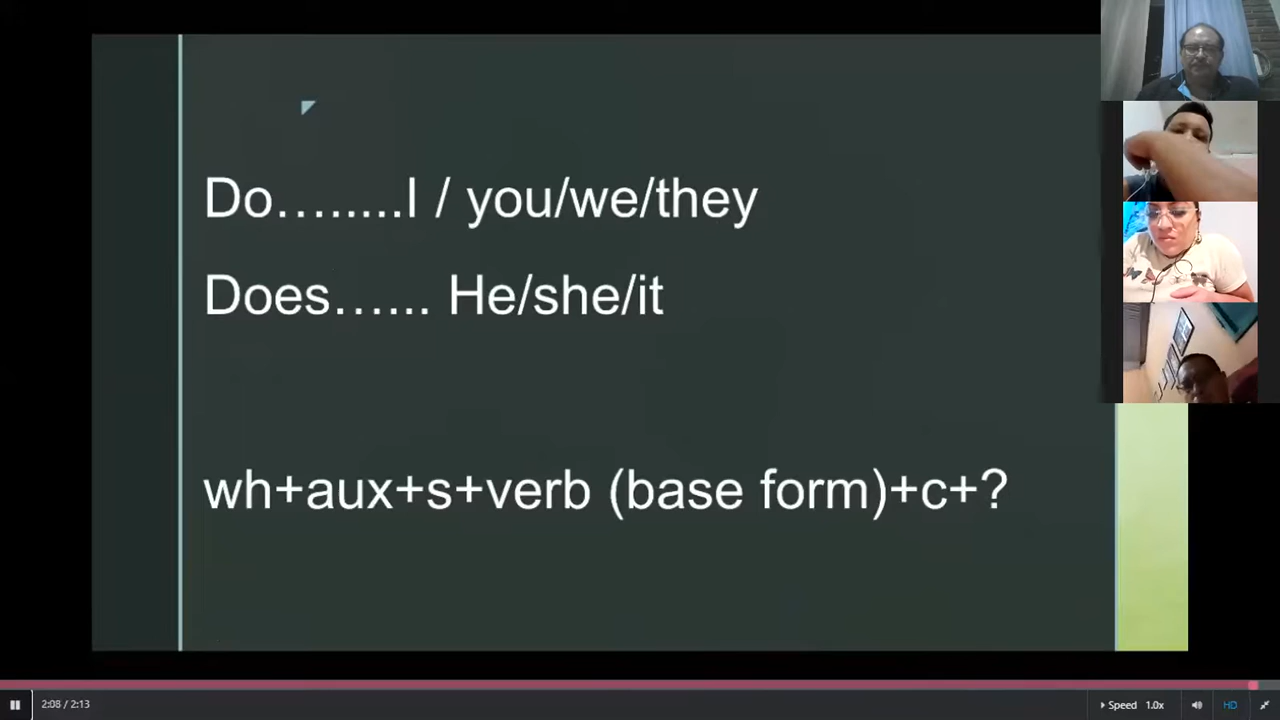 Do.........I / you/we/they
Does...... He/she/it
wh+aux+s+verb (base form)+c+?
2:08 / 2:13
Speed 1.0x
HD